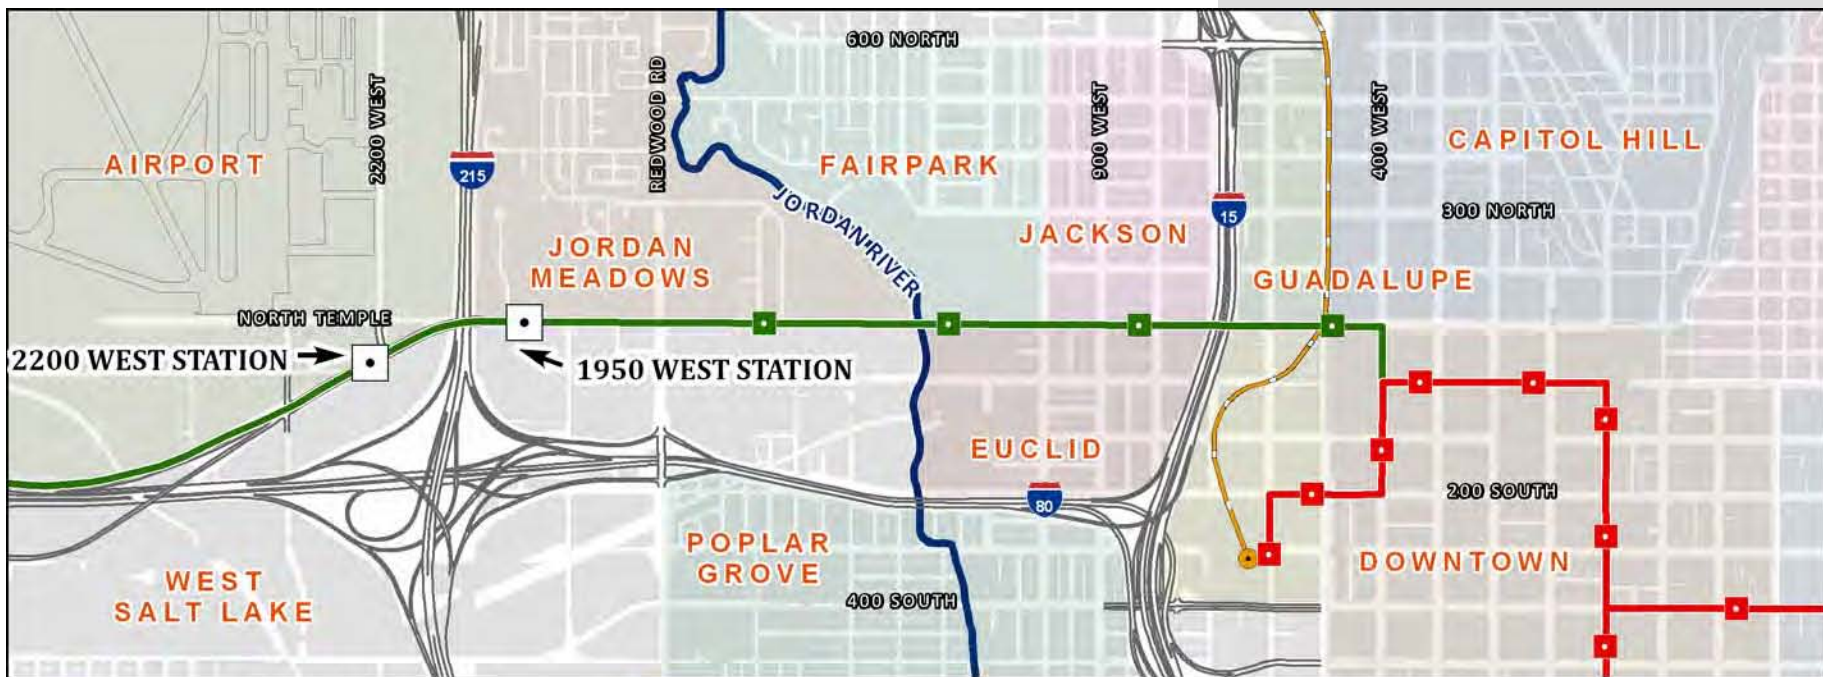 600 NORTH
2200 WEST
REDWOOD RD
900 WEST
400 WEST
AIRPORT
215
FAIRPARK
CAPITOL HILL
JORDAN RIVER
15
300 NORTH
JORDAN
MEADOWS
JACKSON
GUADALUPE
NORTH TEMPLE
2200 WEST STATION
1950 WEST STATION
EUCLID
80
200 SOUTH
POPLAR
GROVE
DOWNTOWN
WEST
SALT LAKE
400 SOUTH